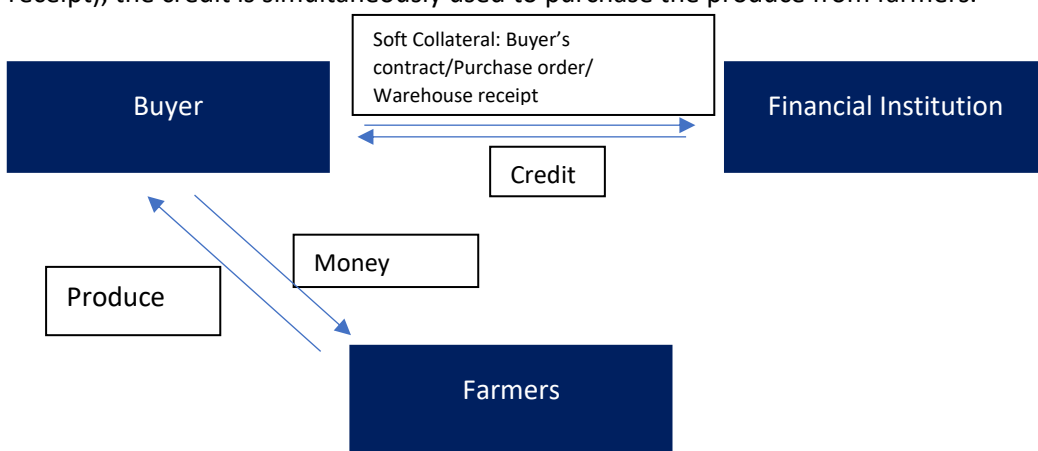 receipt), the credit is simultaneously used to purchase the produce from farmers.
Soft Collateral: Buyer's
contract/Purchase order/
Warehouse receipt
Buyer
Financial Institution
Credit
Money
Produce
Farmers